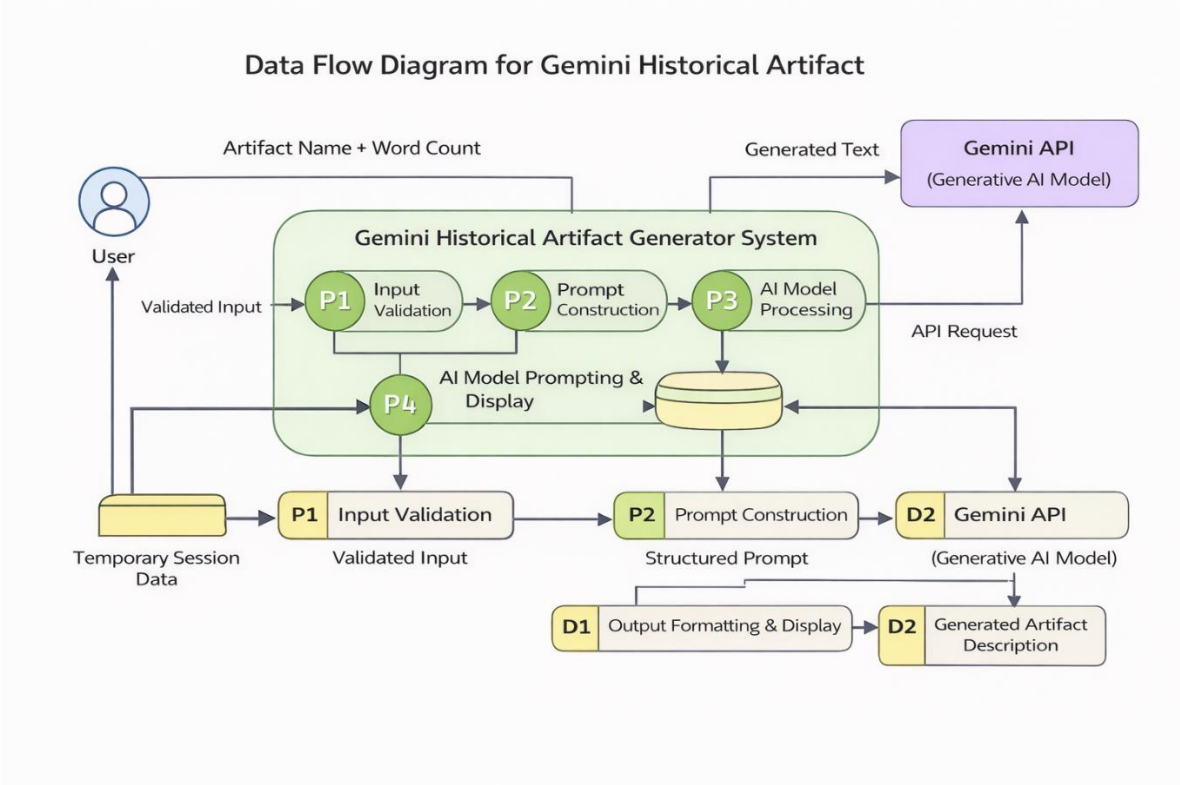 Data Flow Diagram for Gemini Historical Artifact
Artifact Name + Word Count
Generated Text
Gemini API
(Generative AI Model)
User
Gemini Historical Artifact Generator System
Validated Input
P1
Input
Validation
P2
Prompt
Construction
P3
AI Model
Processing
API Request
P4
AI Model Prompting &
Display
Temporary Session
Data
P1
Input Validation
Validated Input
P2
Prompt Construction
Structured Prompt
D2
Gemini API
(Generative AI Model)
D1
Output Formatting & Display
D2
Generated Artifact
Description